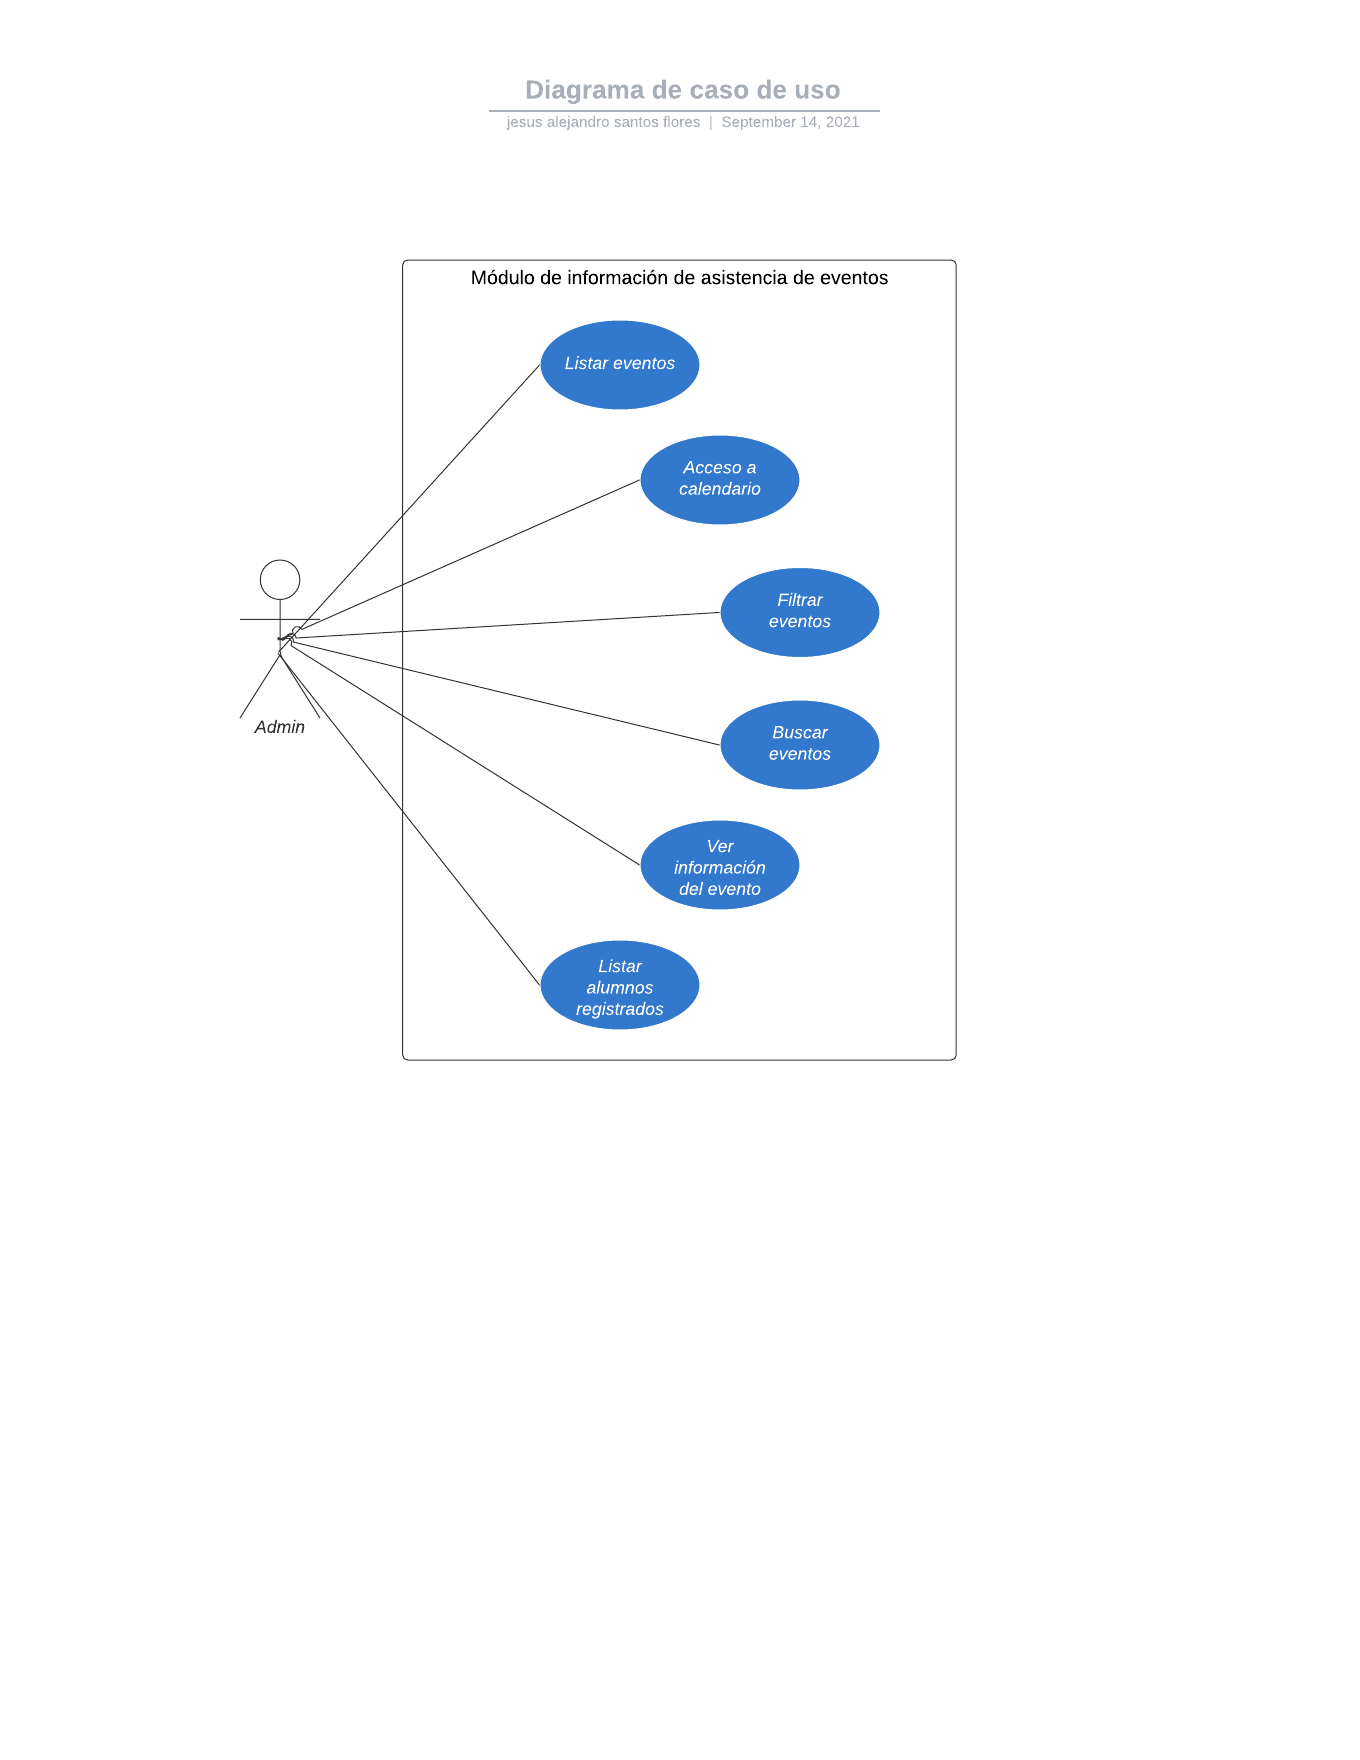 Diagrama de caso de uso
jesus alejandro santos flores | September 14, 2021
Módulo de información de asistencia de eventos
Listar eventos
Acceso a
calendario
Filtrar
eventos
Admin
Buscar
eventos
Ver
información
del evento
Listar
alumnos
registrados